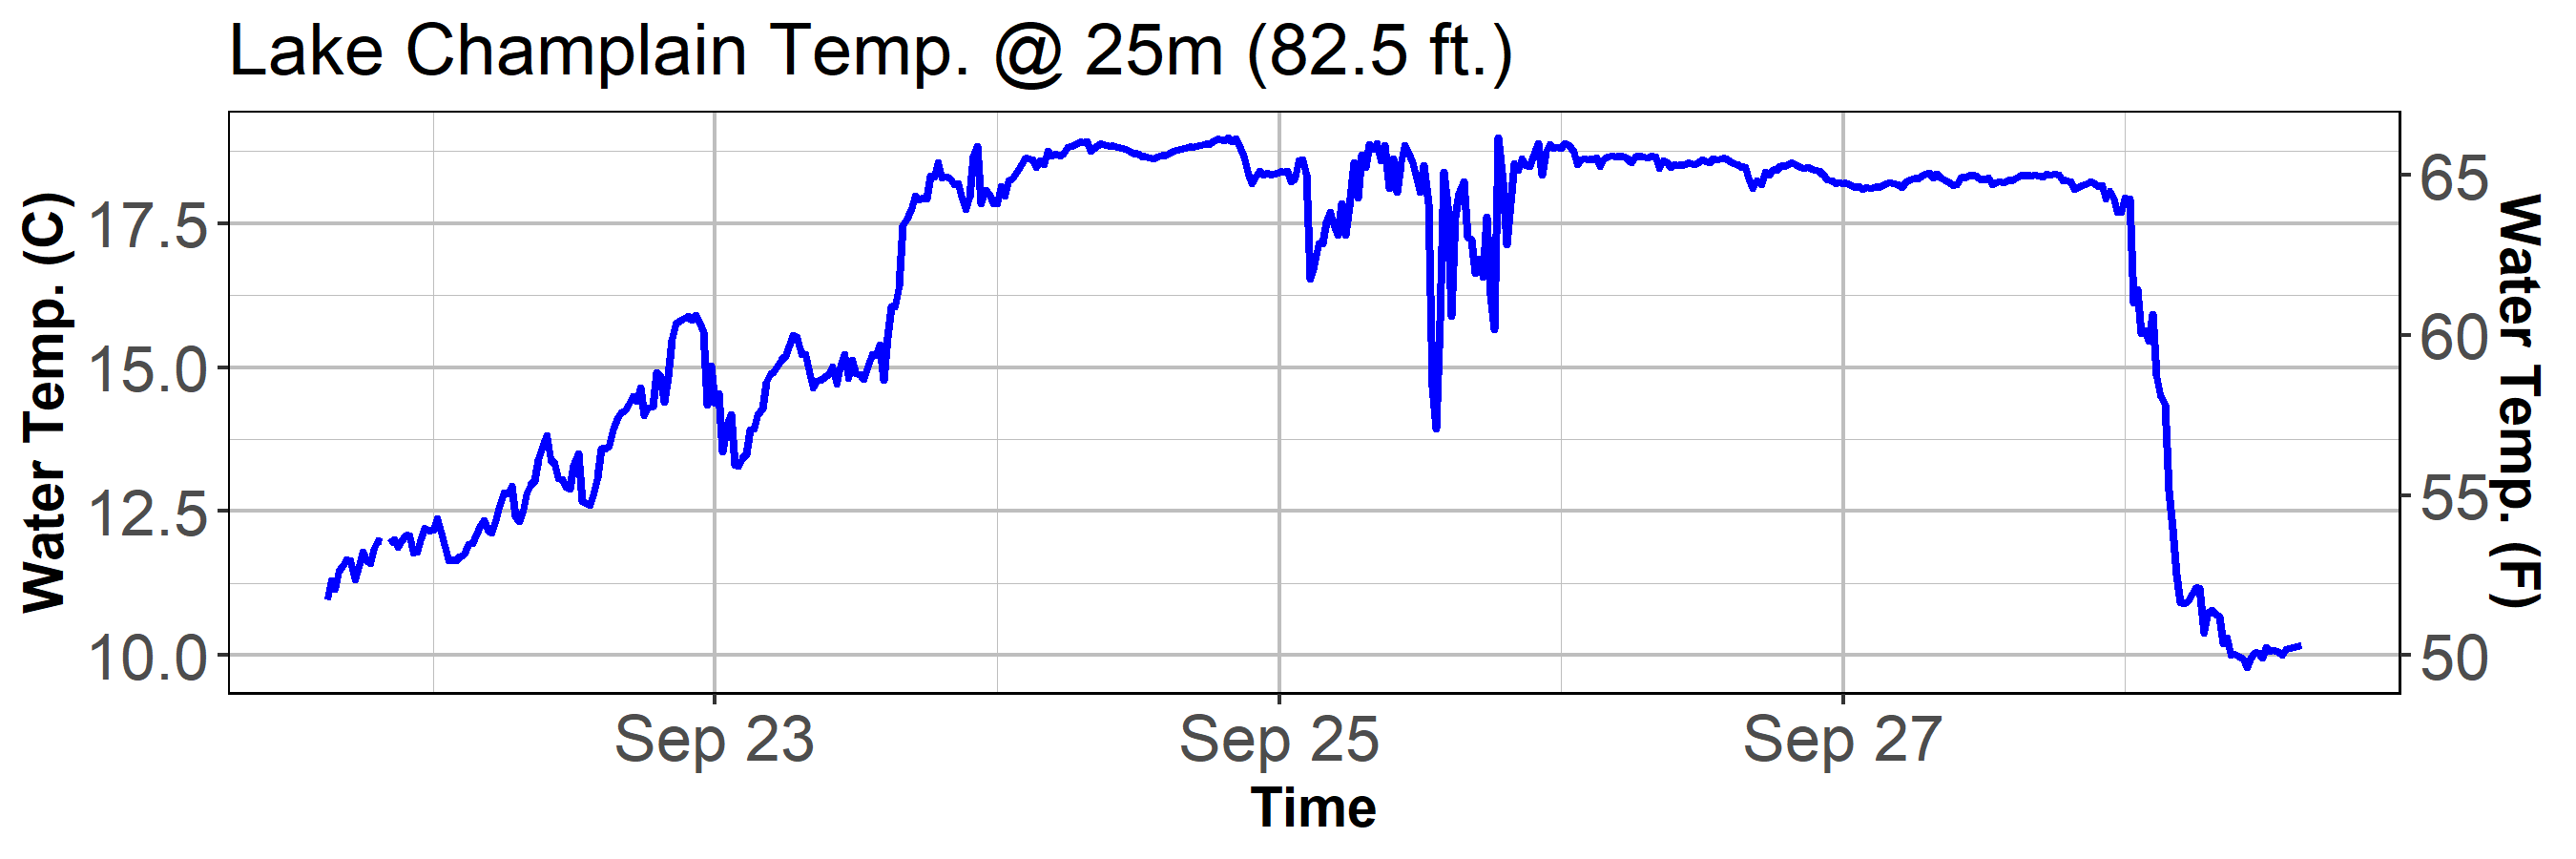 Lake Champlain Temp. @ 25m (82.5 ft.)
Water Temp. (C)
17.5
15.0
12.5
10.0
65
60
55
50
Water Temp. (F)
Sep 23
Sep 25
Sep 27
Time